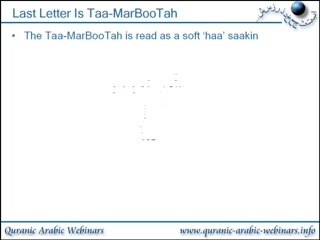 Last Letter Is Taa-MarBooTah
• The Taa-MarBooTah is read as a soft ‘haa’ saakin
Quranic Arabic Webinars
www.quranic-arabic-webinars.info